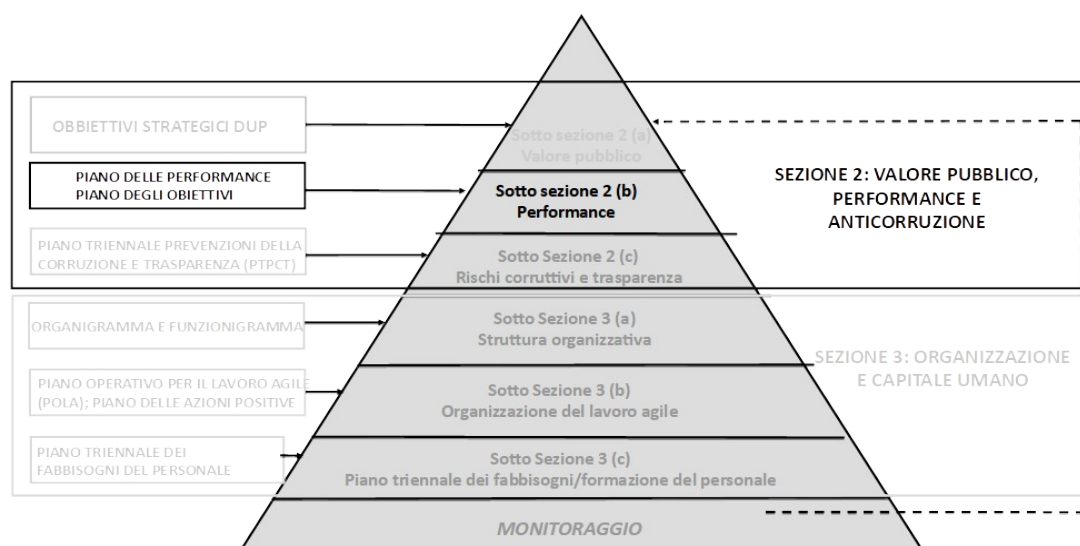 OBBIETTIVI STRATEGICI DUP
Sotto sezione 2 (a)
Valore pubblico
PIANO DELLE PERFORMANCE
PIANO DEGLI OBIETTIVI
Sotto sezione 2 (b)
Performance
SEZIONE 2: VALORE PUBBLICO,
PERFORMANCE E
ANTICORRUZIONE
PIANO TRIENNALE PREVENZIONI DELLA
CORRUZIONE E TRASPARENZA (PTPCT)
Sotto Sezione 2 (c)
Rischi corruttivi e trasparenza
ORGANIGRAMMA E FUNZIONIGRAMMA
Sotto Sezione 3 (a)
Struttura organizzativa
SEZIONE 3: ORGANIZZAZIONE
E CAPITALE UMANO
PIANO OPERATIVO PER IL LAVORO AGILE
(POLA); PIANO DELLE AZIONI POSITIVE
Sotto Sezione 3 (b)
Organizzazione del lavoro agile
PIANO TRIENNALE DEI
FABBISOGNI DEL PERSONALE
Sotto Sezione 3 (c)
Piano triennale dei fabbisogni/formazione del personale
MONITORAGGIO